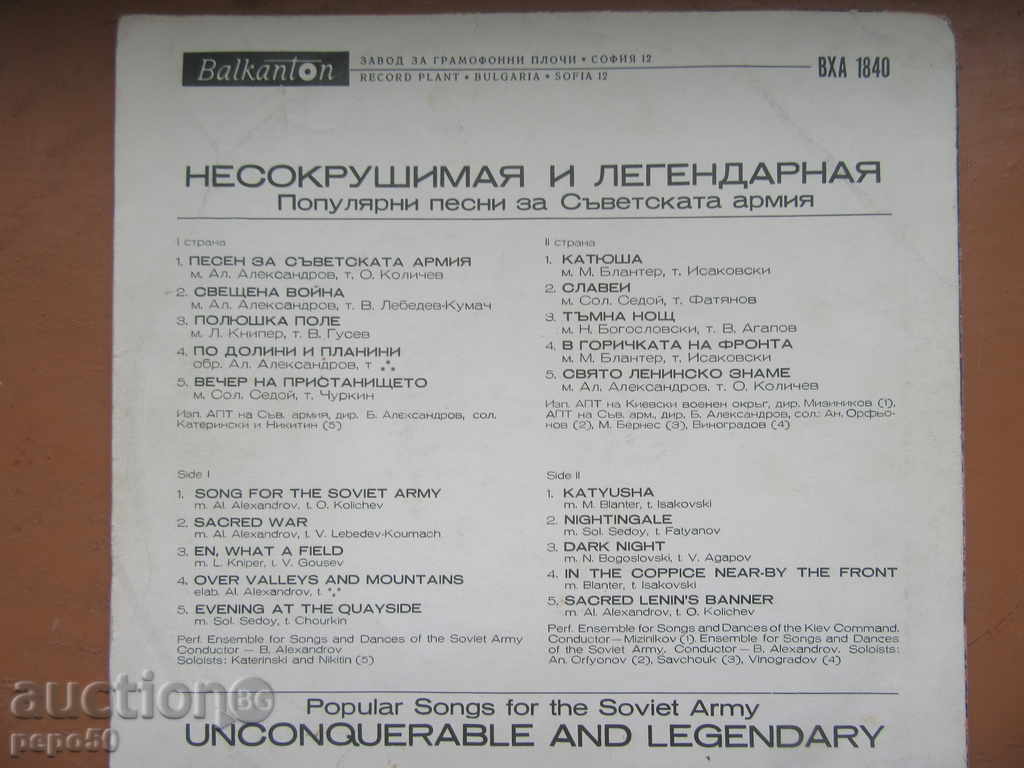 Balkanton
ЗАВОД ЗА ГРАМОФОННИ ПЛОЧИ • СОФИЯ 12
RECORD PLANT • BULGARIA • SOFIA 12
ВХА 1840
НЕСОКРУШИМАЯ И ЛЕГЕНДАРНАЯ
Популярни песни за Съветската армия
I страна
1. ПЕСЕН ЗА СЪВЕТСКАТА АРМИЯ
м. Ал. Александров, т. О. Количев
2. СВЕЩЕНА ВОЙНА
м. Ал. Александров, т. В. Лебедев-Кумач
3. ПОЛЮШКА ПОЛЕ
м. Л. Книпер, т. В. Гусев
4. ПО ДОЛИНИ И ПЛАНИНИ
обр. Ал. Александров, т ⁂
5. ВЕЧЕР НА ПРИСТАНИЩЕТО
м. Сол. Седой, т. Чуркин
Изп. АПТ на Съв. армия, дир. Б. Александров, сол.
Катерински и Никитин (5)
II страна
1. КАТЮША
м. М. Блантер, т. Исаковски
2. СЛАВЕИ
м. Сол. Седой, т. Фатянов
3. ТЪМНА НОЩ
м. Н. Богословски, т. В. Агапов
4. В ГОРИЧКАТА НА ФРОНТА
м. М. Блантер, т. Исаковски
5. СВЯТО ЛЕНИНСКО ЗНАМЕ
м. Ал. Александров, т. О. Количев
Изп. АПТ на Киевски военен окръг, дир. Мизиников (1),
АПТ на Съв. арм., дир. Б. Александров, сол.: Ан. Орфьо-
нов (2), М. Бернес (3), Виноградов (4)
Side I
1. SONG FOR THE SOVIET ARMY
m. Al. Alexandrov, t. O. Kolichev
2. SACRED WAR
m. Al. Alexandrov, t. V. Lebedev-Koumach
3. EN, WHAT A FIELD
m. L. Kniper, t. V. Gousev
4. OVER VALLEYS AND MOUNTAINS
elab. Al. Alexandrov, t. ⁂
5. EVENING AT THE QUAYSIDE
m. Sol. Sedoy, t. Chourkin
Perf. Ensemble for Songs and Dances of the Soviet Army
Conductor — B. Alexandrov
Soloists: Katerinski and Nikitin (5)
Side II
1. KATYUSHA
m. M. Blanter, t. Isakovski
2. NIGHTINGALE
m. Sol. Sedoy, t. Fatyanov
3. DARK NIGHT
m. N. Bogoslovski, t. V. Agapov
4. IN THE COPPICE NEAR-BY THE FRONT
m. Blanter, t. Isakovski
5. SACRED LENIN'S BANNER
m. Al. Alexandrov, t. O. Kolichev
Perf. Ensemble for Songs and Dances of the Kiev Command.
Conductor — Mizinikov (1). Ensemble for Songs and Dances
of the Soviet Army. Conductor — B. Alexandrov. Soloists:
An. Orfyonov (2), Savchouk (3), Vinogradov (4)
Popular Songs for the Soviet Army
UNCONQUERABLE AND LEGENDARY
auction BG
pepo50